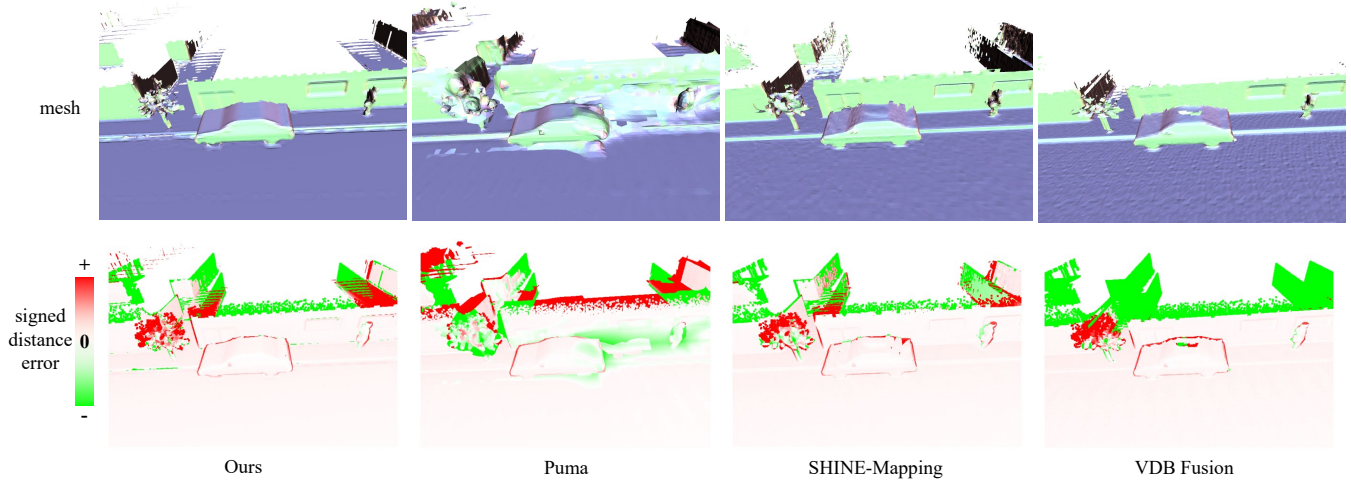 mesh
+
signed
distance
error
0
-
Ours
Puma
SHINE-Mapping
VDB Fusion